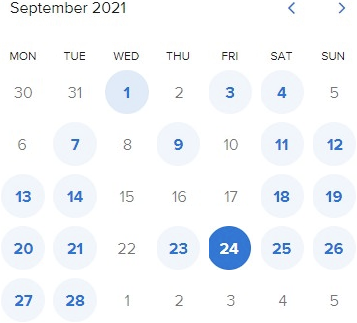 September 2021
MON TUE WED THU FRI SAT SUN
30 31 1 2 3 4 5
6 7 8 9 10 11 12
13 14 15 16 17 18 19
20 21 22 23 24 25 26
27 28 1 2 3 4 5